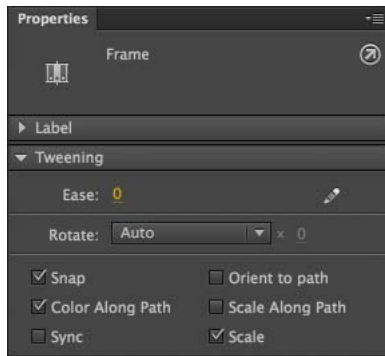 Properties
Frame
Label
Tweening
Ease: 0
Rotate: Auto × 0
Snap Orient to path
Color Along Path Scale Along Path
Sync Scale